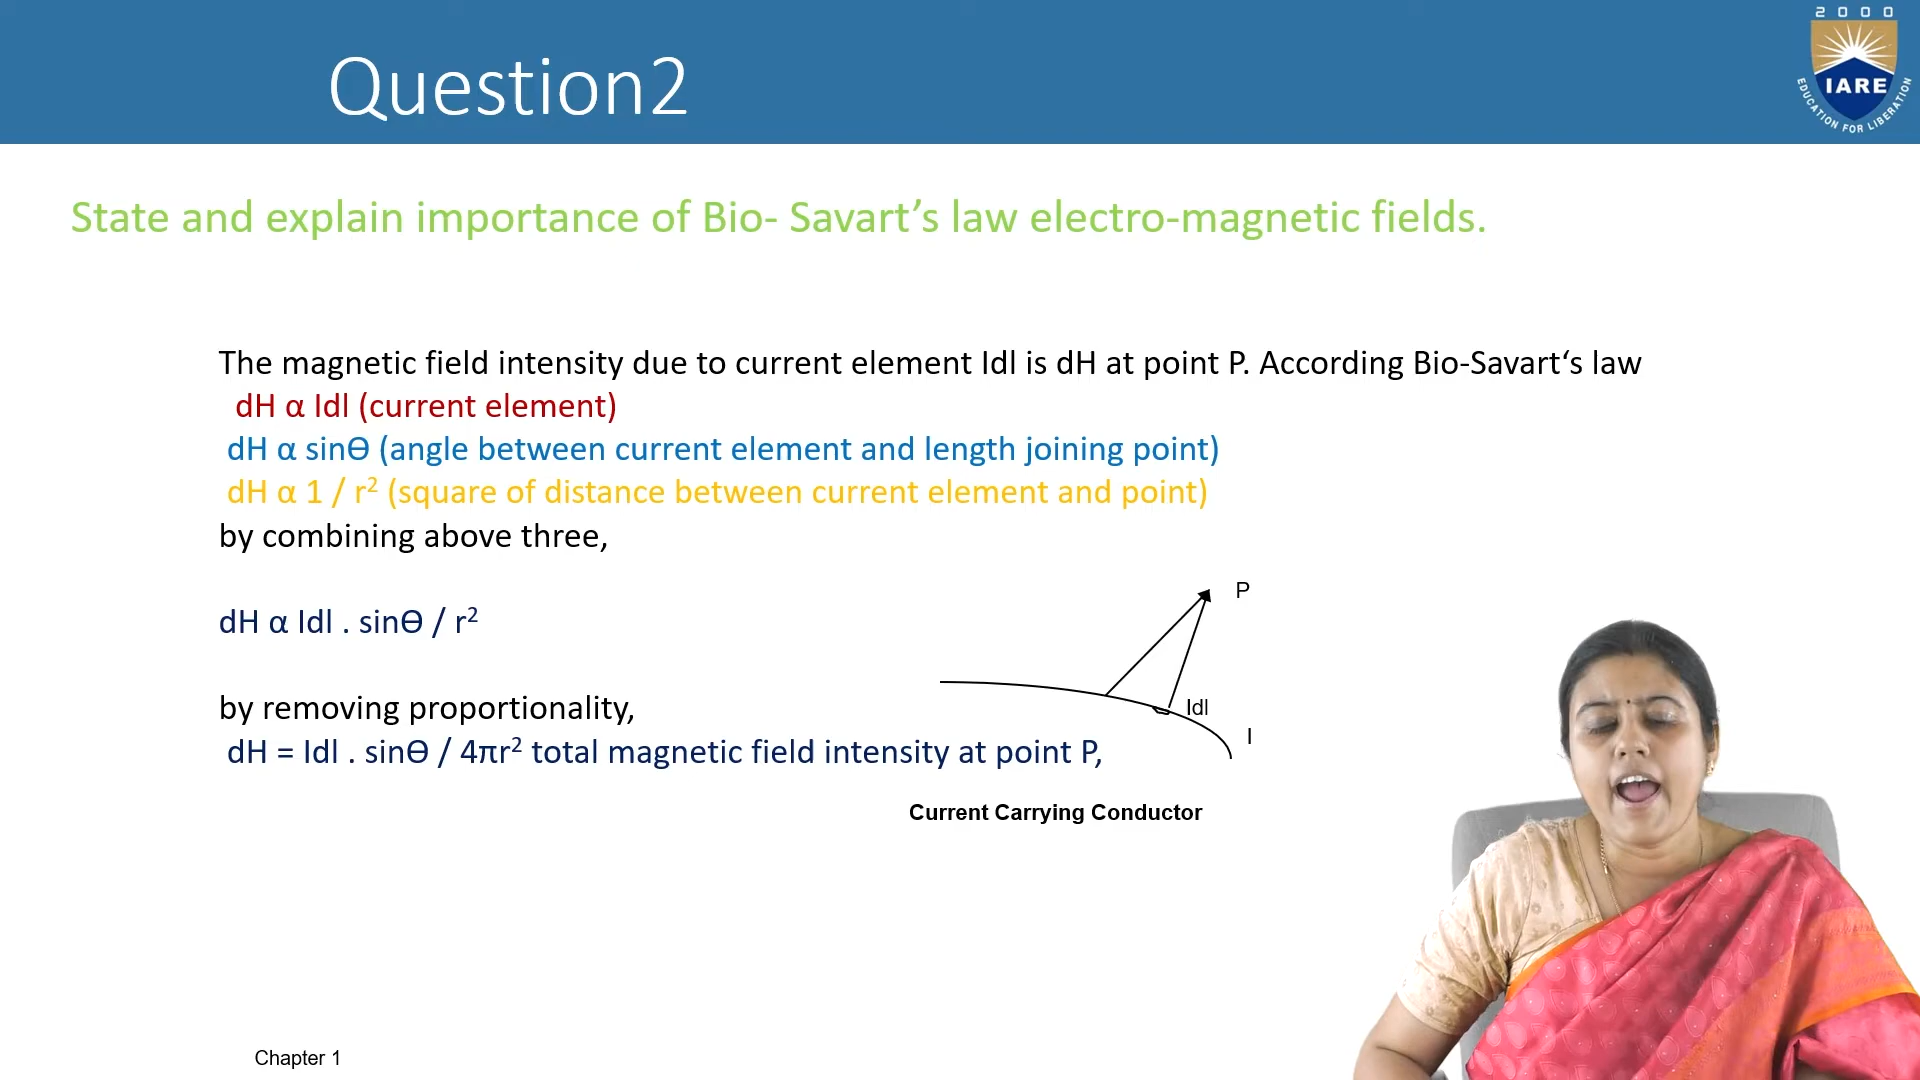 2 0 0 0
IARE
EDUCATION FOR LIBERATION
Question2
State and explain importance of Bio- Savart’s law electro-magnetic fields.
The magnetic field intensity due to current element Idl is dH at point P. According Bio-Savart‘s law
dH α Idl (current element)
dH α sinϴ (angle between current element and length joining point)
dH α 1 / r² (square of distance between current element and point)
by combining above three,
dH α Idl . sinϴ / r²
by removing proportionality,
dH = Idl . sinϴ / 4πr² total magnetic field intensity at point P,
P
Idl
I
Current Carrying Conductor
Chapter 1